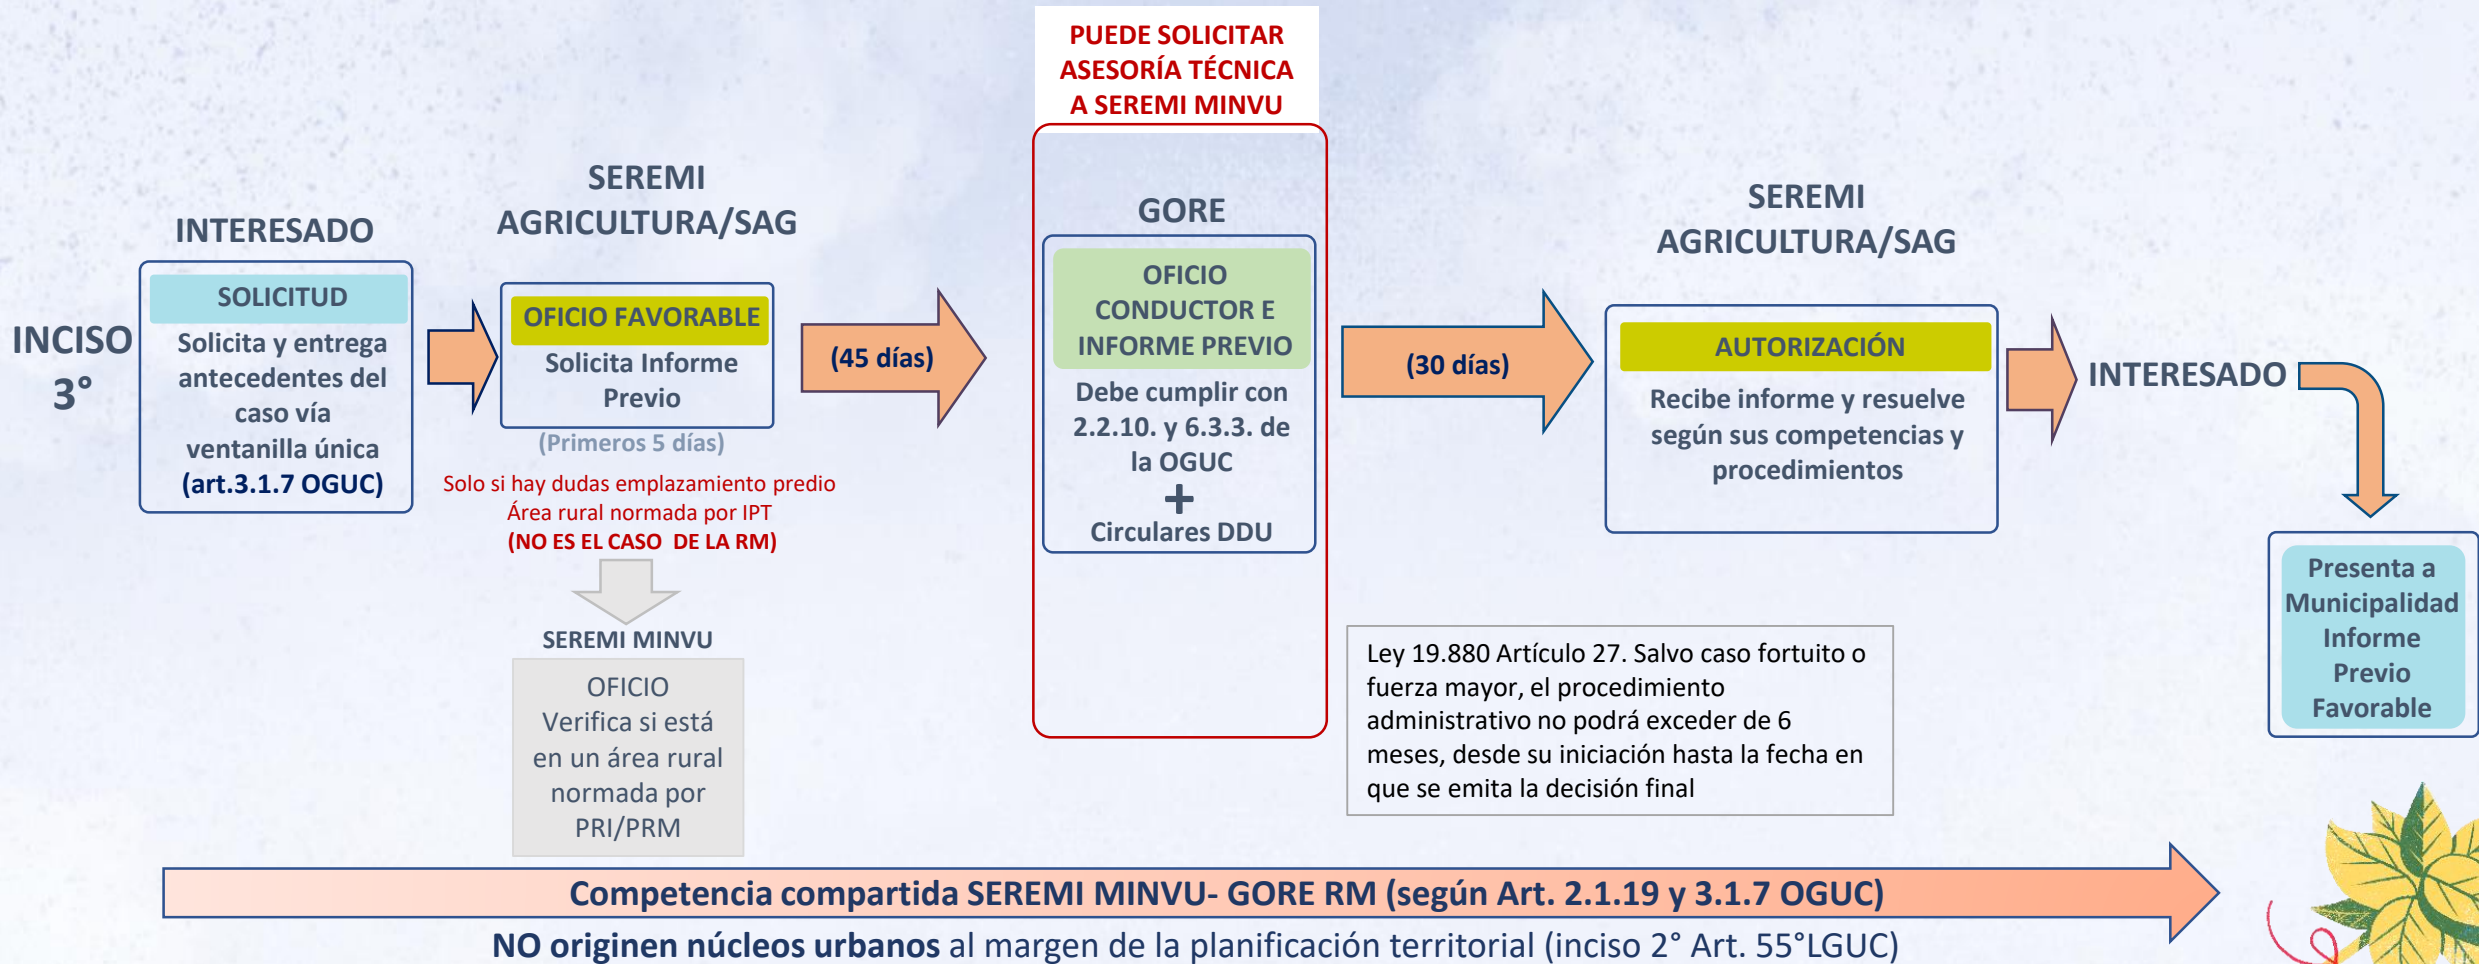 PUEDE SOLICITAR
ASESORÍA TÉCNICA
A SEREMI MINVU
INCISO
3°
INTERESADO
SOLICITUD
Solicita y entrega
antecedentes del
caso vía
ventanilla única
(art.3.1.7 OGUC)
SEREMI
AGRICULTURA/SAG
OFICIO FAVORABLE
Solicita Informe
Previo
(Primeros 5 días)
Solo si hay dudas emplazamiento predio
Área rural normada por IPT
(NO ES EL CASO DE LA RM)
SEREMI MINVU
OFICIO
Verifica si está
en un área rural
normada por
PRI/PRM
(45 días)
GORE
OFICIO
CONDUCTOR E
INFORME PREVIO
Debe cumplir con
2.2.10. y 6.3.3. de
la OGUC
+
Circulares DDU
(30 días)
SEREMI
AGRICULTURA/SAG
AUTORIZACIÓN
Recibe informe y resuelve
según sus competencias y
procedimientos
INTERESADO
Presenta a
Municipalidad
Informe
Previo
Favorable
Ley 19.880 Artículo 27. Salvo caso fortuito o
fuerza mayor, el procedimiento
administrativo no podrá exceder de 6
meses, desde su iniciación hasta la fecha en
que se emita la decisión final
Competencia compartida SEREMI MINVU- GORE RM (según Art. 2.1.19 y 3.1.7 OGUC)
NO originen núcleos urbanos al margen de la planificación territorial (inciso 2° Art. 55°LGUC)